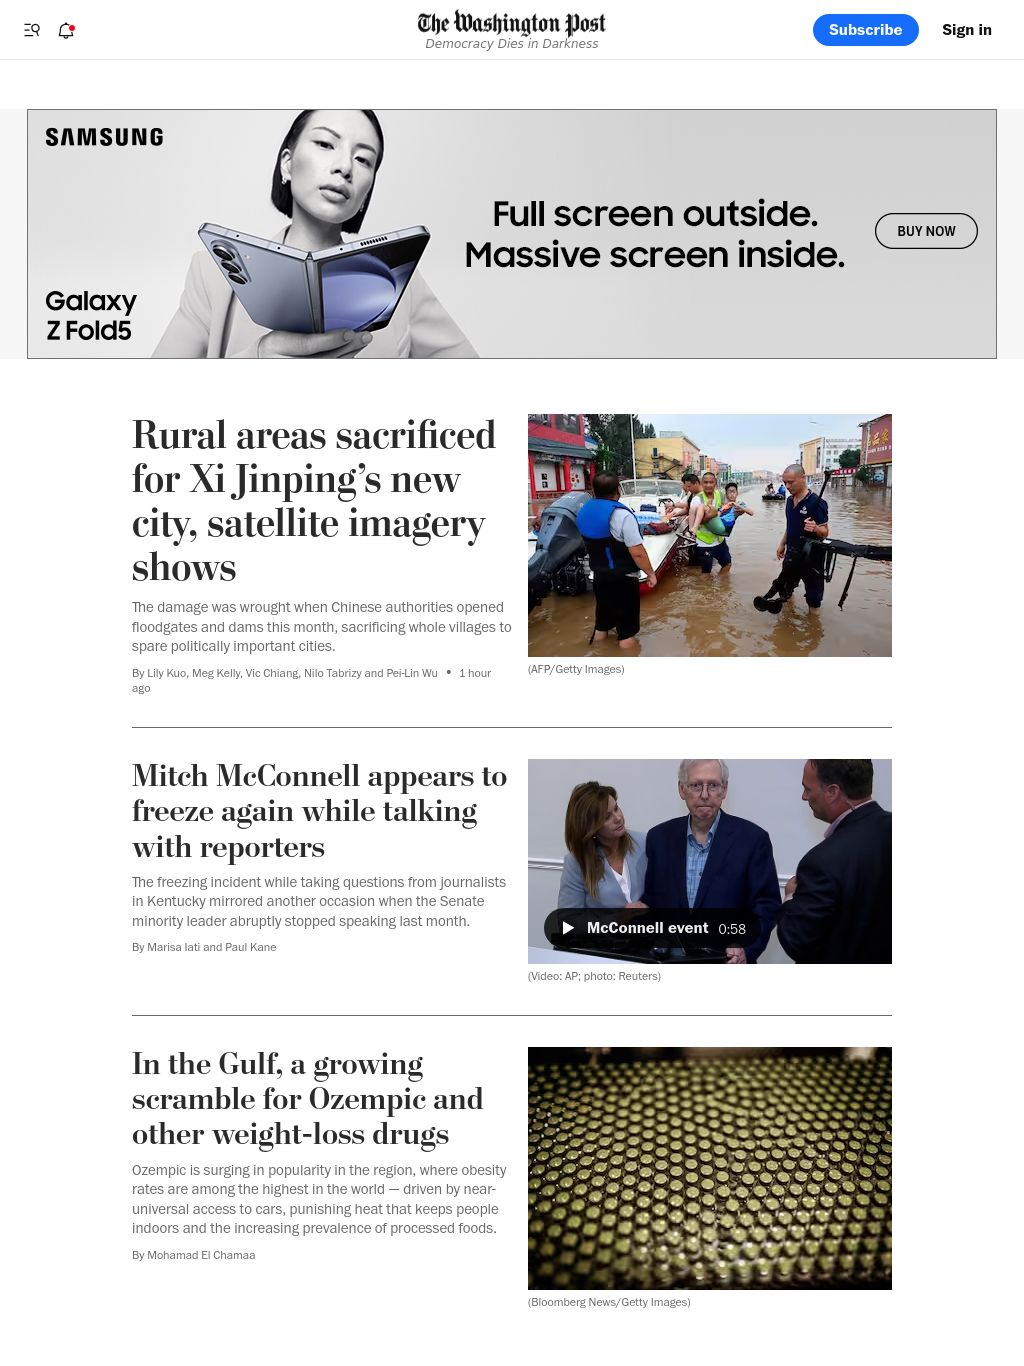 The Washington Post
Democracy Dies in Darkness
Subscribe
Sign in
SAMSUNG
Full screen outside.
Massive screen inside.
BUY NOW
Galaxy
Z Fold5
Rural areas sacrificed
for Xi Jinping’s new
city, satellite imagery
shows
The damage was wrought when Chinese authorities opened
floodgates and dams this month, sacrificing whole villages to
spare politically important cities.
By Lily Kuo, Meg Kelly, Vic Chiang, Nilo Tabrizy and Pei-Lin Wu • 1 hour
ago
(AFP/Getty Images)
Mitch McConnell appears to
freeze again while talking
with reporters
The freezing incident while taking questions from journalists
in Kentucky mirrored another occasion when the Senate
minority leader abruptly stopped speaking last month.
By Marisa Iati and Paul Kane
McConnell event 0:58
(Video: AP; photo: Reuters)
In the Gulf, a growing
scramble for Ozempic and
other weight-loss drugs
Ozempic is surging in popularity in the region, where obesity
rates are among the highest in the world — driven by near-
universal access to cars, punishing heat that keeps people
indoors and the increasing prevalence of processed foods.
By Mohamad El Chamaa
(Bloomberg News/Getty Images)